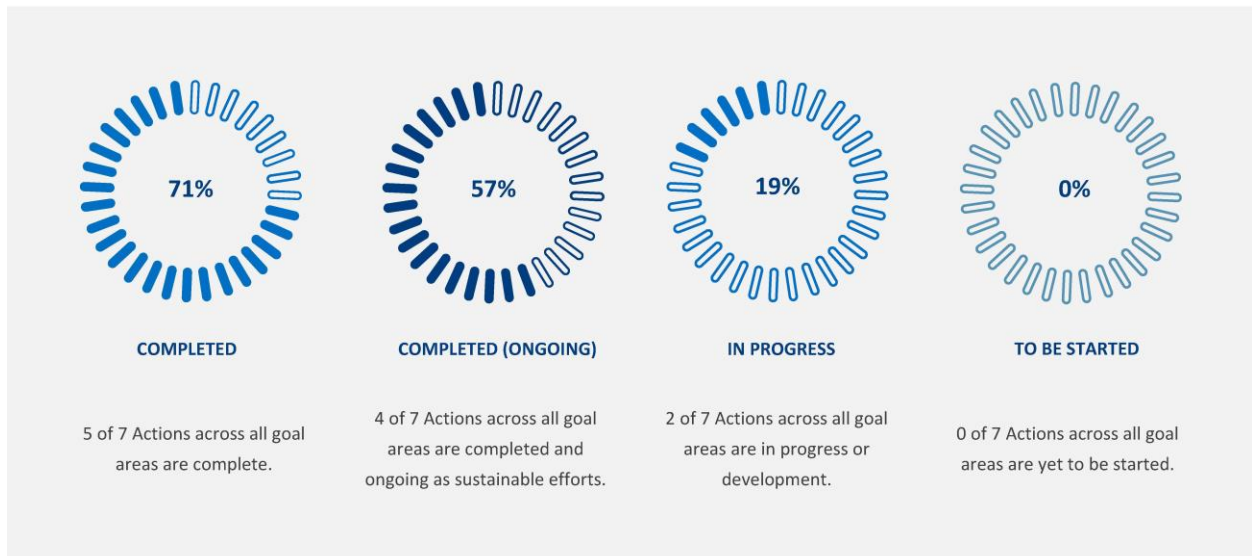 71%
57%
19%
0%
COMPLETED
COMPLETED (ONGOING)
IN PROGRESS
TO BE STARTED
5 of 7 Actions across all goal
areas are complete.
4 of 7 Actions across all goal
areas are completed and
ongoing as sustainable efforts.
2 of 7 Actions across all goal
areas are in progress or
development.
0 of 7 Actions across all goal
areas are yet to be started.